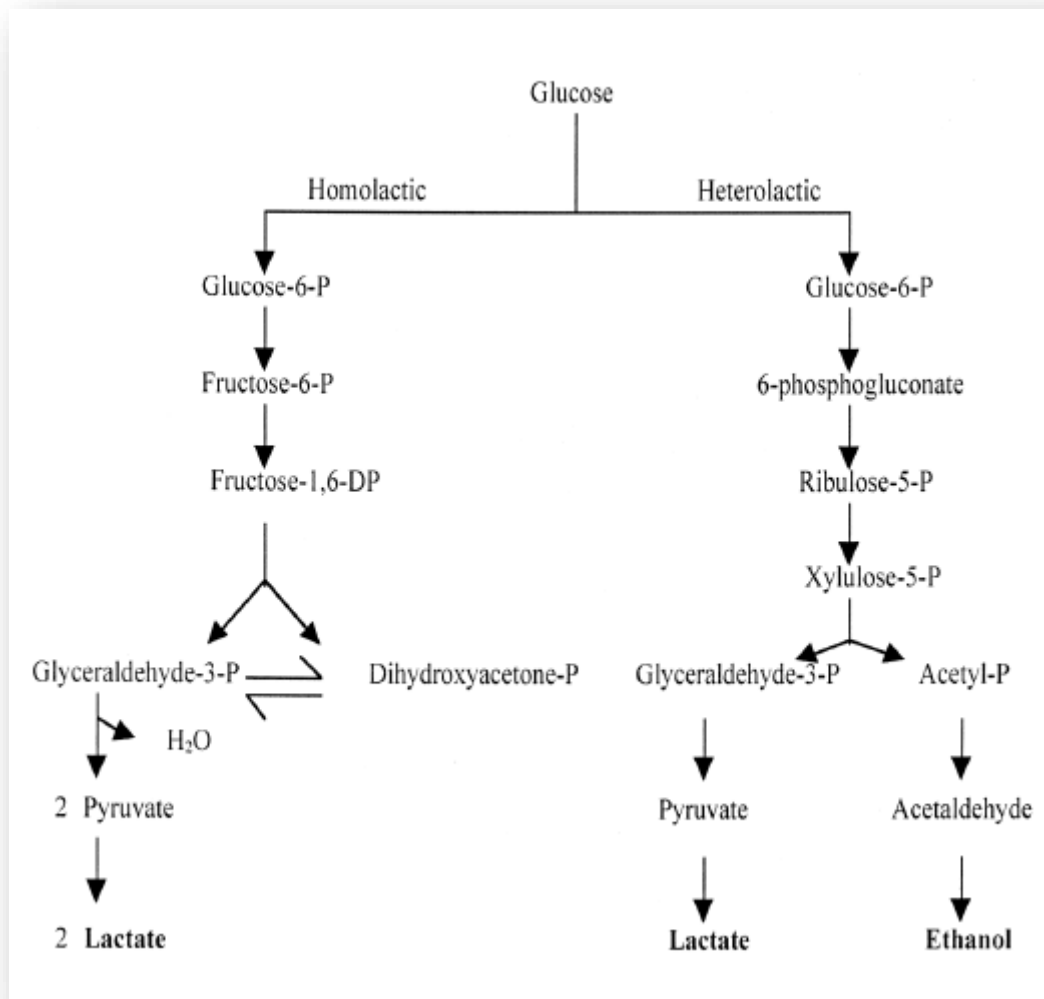 Glucose
Homolactic Heterolactic
Glucose-6-P Glucose-6-P
Fructose-6-P 6-phosphogluconate
Fructose-1,6-DP Ribulose-5-P
Xylulose-5-P
Glyceraldehyde-3-P Dihydroxyacetone-P Glyceraldehyde-3-P Acetyl-P
H₂O
2 Pyruvate Pyruvate Acetaldehyde
2 Lactate Lactate Ethanol